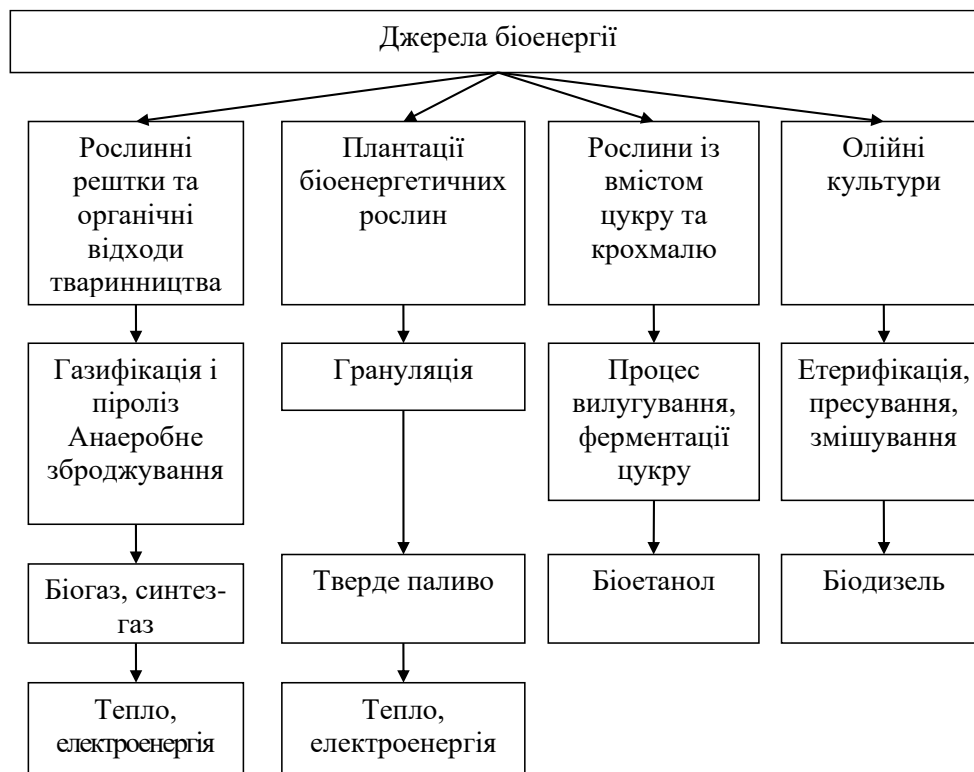 Джерела біоенергії
Рослинні
рештки та
органічні
відходи
тваринництва
Плантації
біоенергетичних
рослин
Рослини із
вмістом
цукру та
крохмалю
Олійні
культури
Газифікація і
піроліз
Анаеробне
зброджування
Грануляція
Процес
вилугування,
ферментації
цукру
Етерифікація,
пресування,
змішування
Біогаз, синтез-
газ
Тверде паливо
Біоетанол
Біодизель
Тепло,
електроенергія
Тепло,
електроенергія